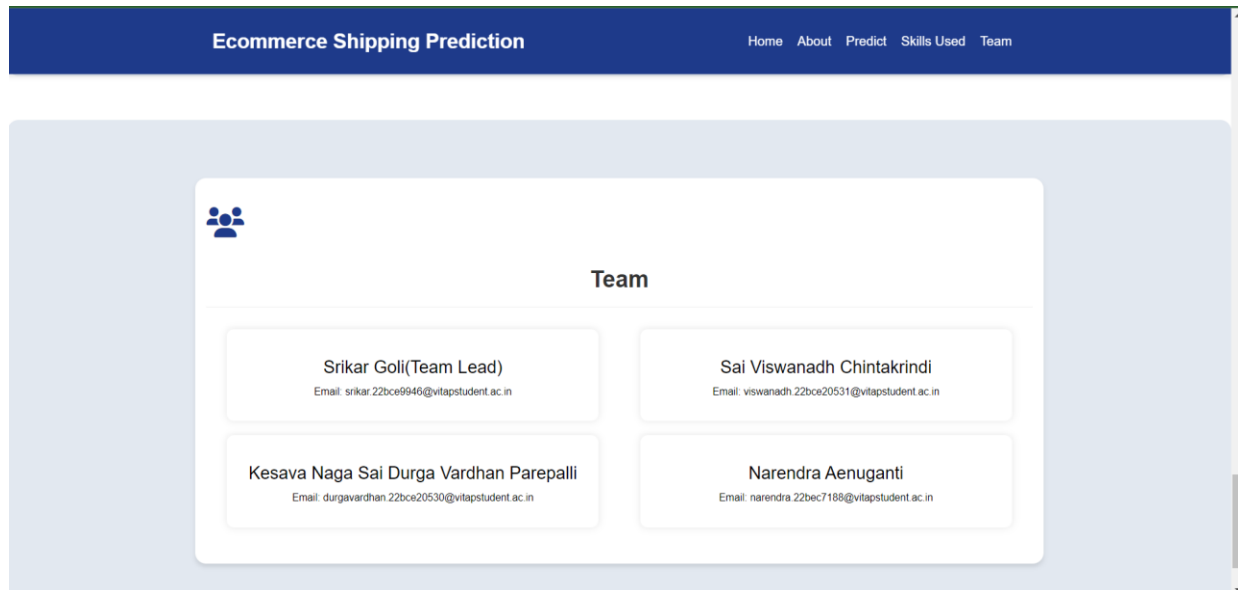 Ecommerce Shipping Prediction
Home About Predict Skills Used Team
Team
Srikar Goli(Team Lead)
Email: srikar.22bce9946@vitapstudent.ac.in
Sai Viswanadh Chintakrindi
Email: viswanadh.22bce20531@vitapstudent.ac.in
Kesava Naga Sai Durga Vardhan Parepalli
Email: durgavardhan.22bce20530@vitapstudent.ac.in
Narendra Aenuganti
Email: narendra.22bec7188@vitapstudent.ac.in